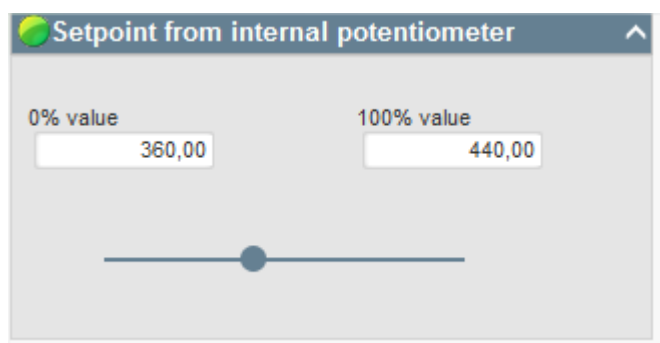 Setpoint from internal potentiometer
0% value 100% value
360,00 440,00